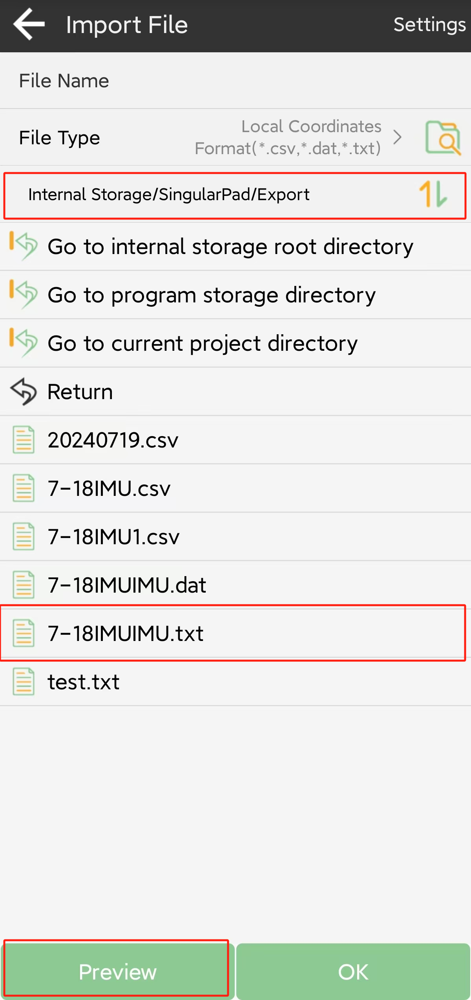 Import File
Settings
File Name
File Type
Local Coordinates
Format(*.csv,*.dat,*.txt)
Internal Storage/SingularPad/Export
Go to internal storage root directory
Go to program storage directory
Go to current project directory
Return
20240719.csv
7-18IMU.csv
7-18IMU1.csv
7-18IMUIMU.dat
7-18IMUIMU.txt
test.txt
Preview
OK